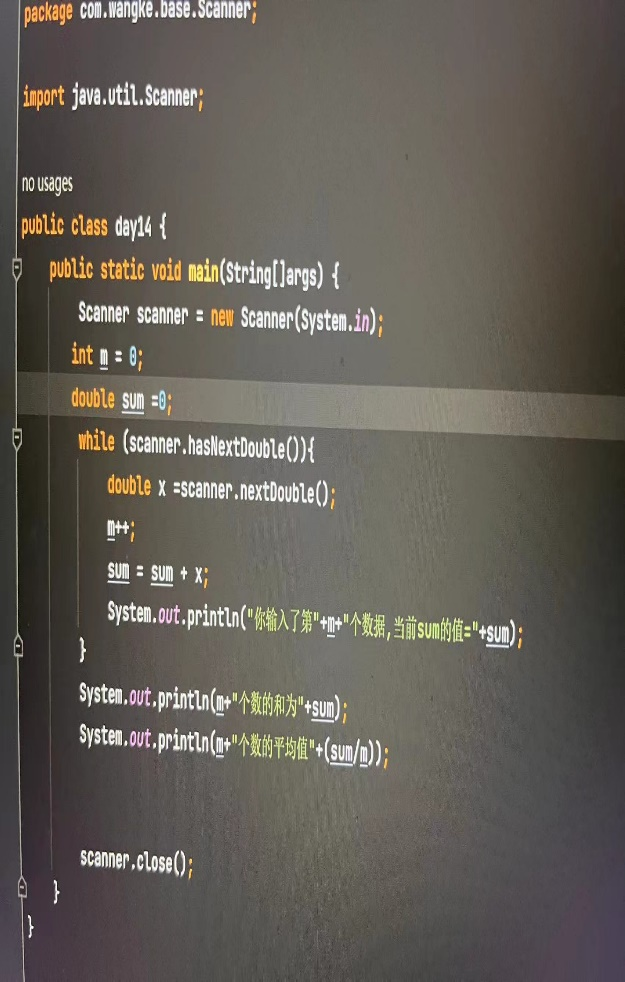 package com.wangke.base.Scanner;
import java.util.Scanner;
no usages
public class day14 {
public static void main(String[]args) {
Scanner scanner = new Scanner(System.in);
int m = 0;
double sum =0;
while (scanner.hasNextDouble()){
double x =scanner.nextDouble();
m++;
sum = sum + x;
System.out.println("你输入了第"+m+"个数据,当前sum的值="+sum);
}
System.out.println(m+"个数的和为"+sum);
System.out.println(m+"个数的平均值"+(sum/m));
scanner.close();
}
}